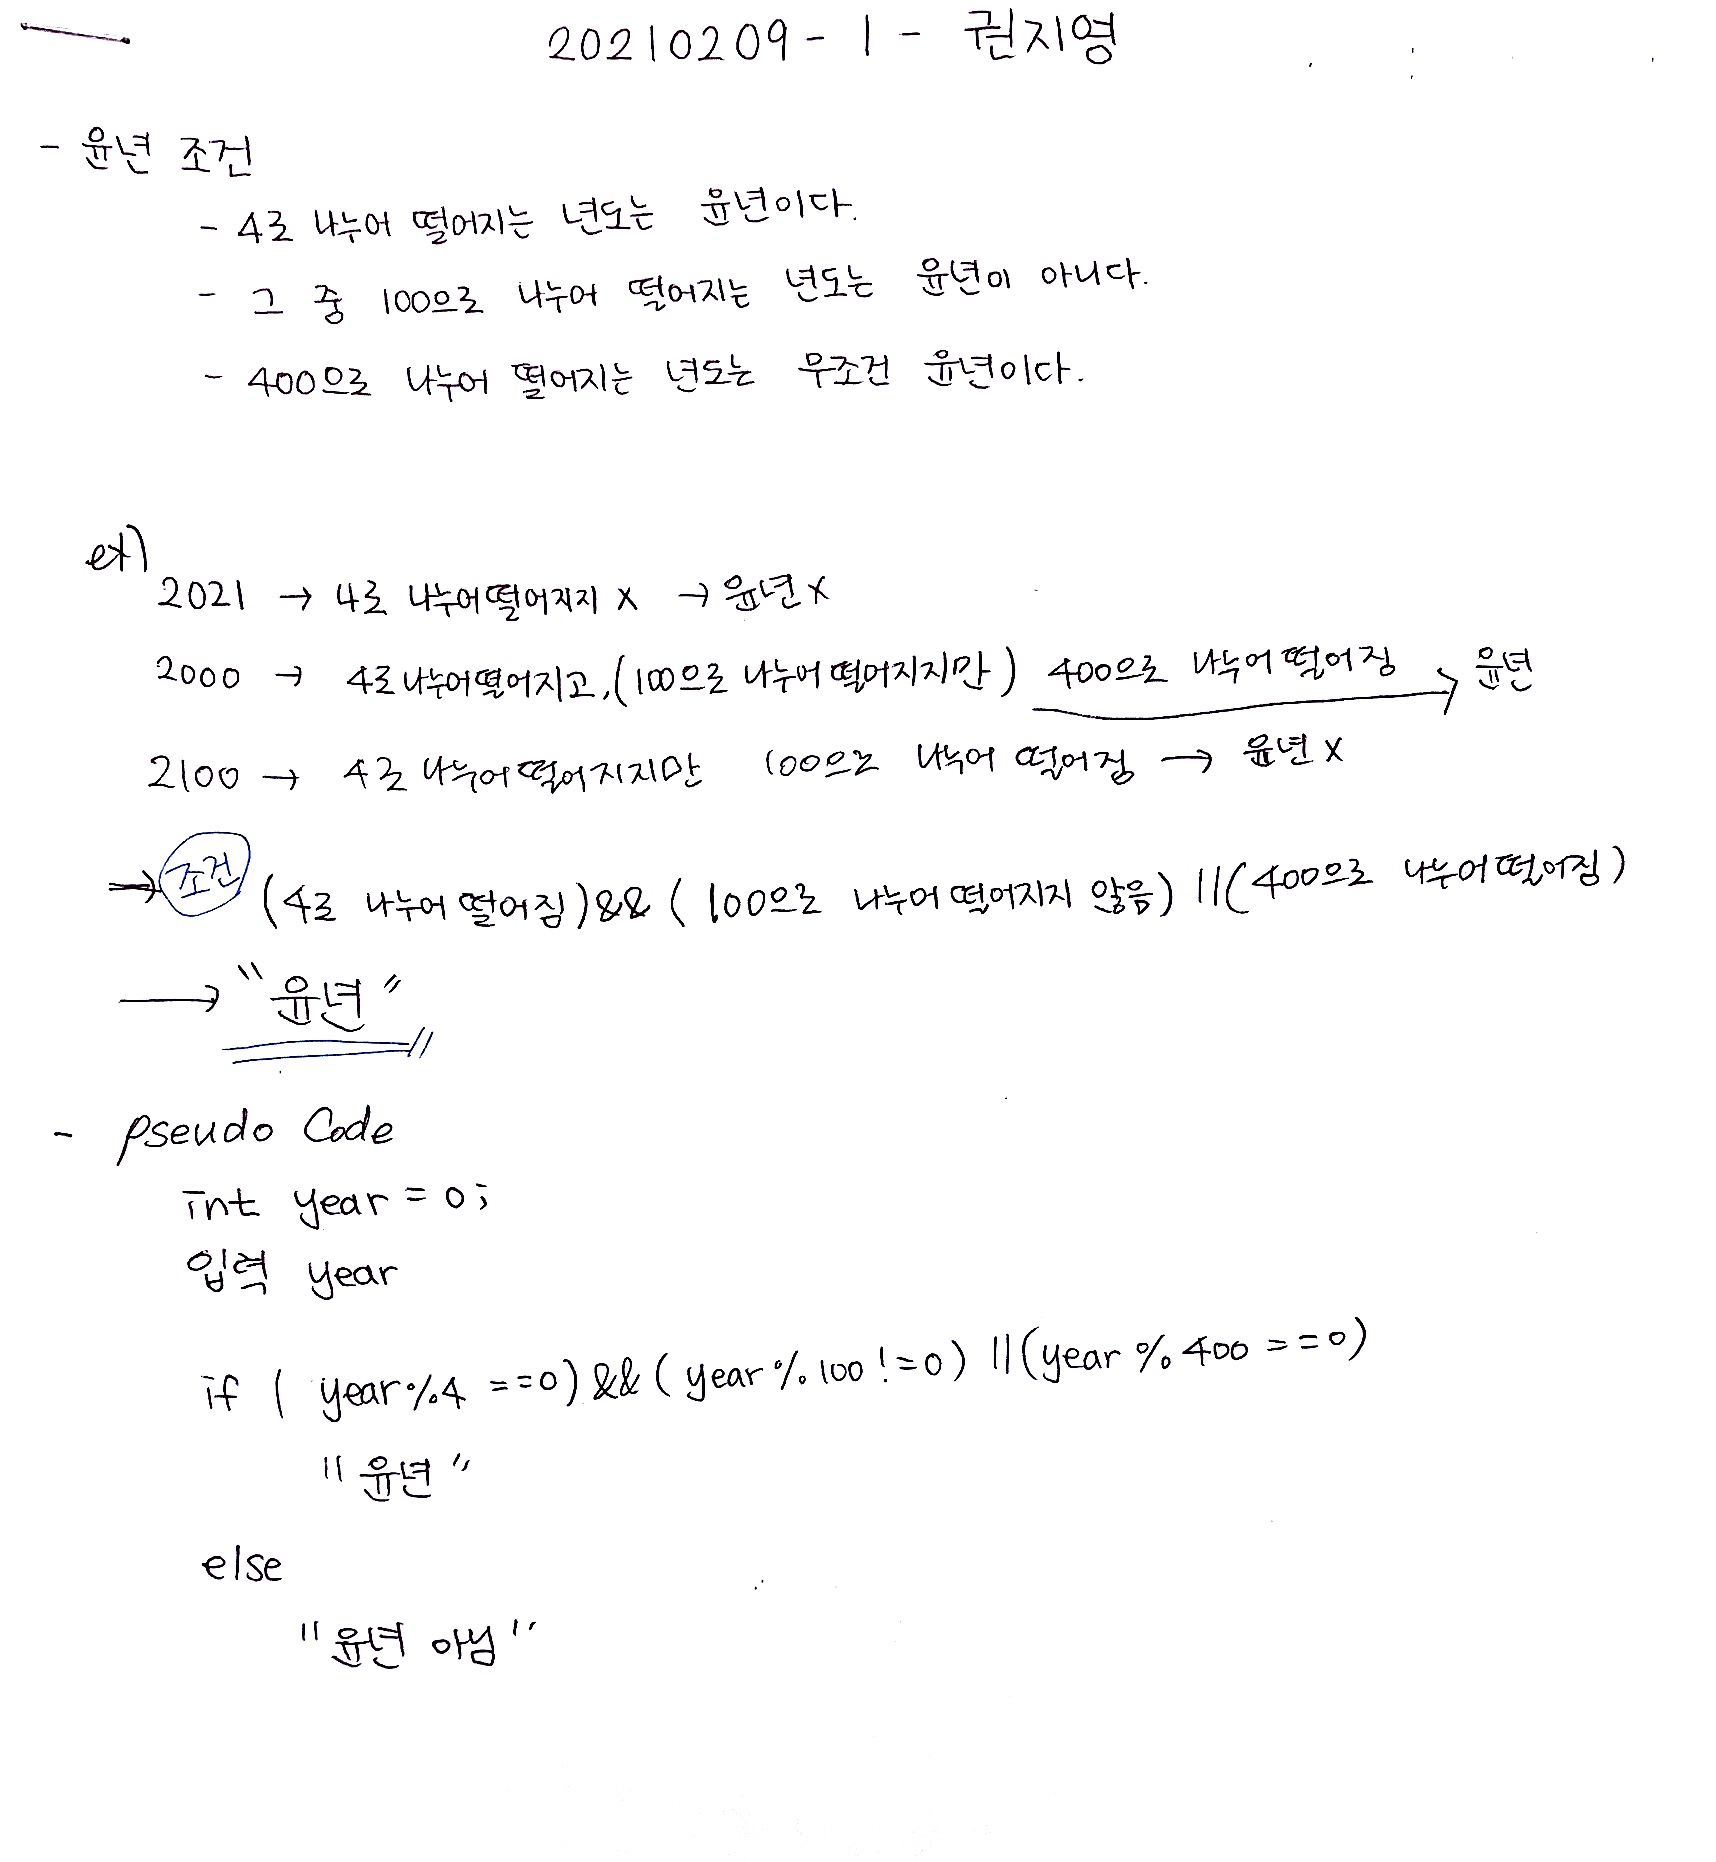 20210209 - 1 - 권지영
- 윤년 조건
- 4로 나누어 떨어지는 년도는 윤년이다.
- 그 중 100으로 나누어 떨어지는 년도는 윤년이 아니다.
- 400으로 나누어 떨어지는 년도는 무조건 윤년이다.
ex)
2021 → 4로 나누어떨어지지 x → 윤년 x
2000 → 4로나누어떨어지고, (100으로 나누어떨어지지만) 400으로 나누어 떨어짐 → 윤년
2100 → 4로 나누어떨어지지만 100으로 나누어 떨어짐 → 윤년 x
→ 조건 (4로 나누어 떨어짐) && ( 100으로 나누어 떨어지지 않음) || (400으로 나누어떨어짐)
→ "윤년"
- pseudo Code
int year = 0;
입력 year
if ( year%4 ==0) && ( year % 100 !=0) || (year % 400 ==0)
"윤년"
else
"윤년 아님"